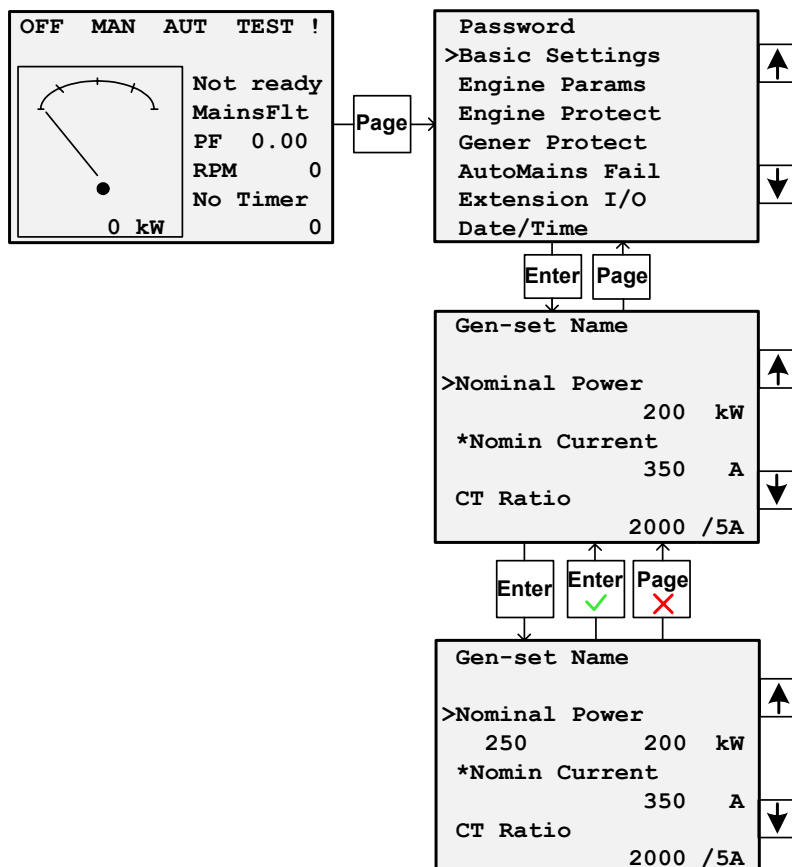 OFF MAN AUT TEST !
Not ready
MainsFlt
PF 0.00
RPM 0
No Timer
0 kW 0
Page
Password
>Basic Settings
Engine Params
Engine Protect
Gener Protect
AutoMains Fail
Extension I/O
Date/Time
Enter Page
Gen-set Name
>Nominal Power
200 kW
*Nomin Current
350 A
CT Ratio
2000 /5A
Enter Enter Page
Gen-set Name
>Nominal Power
250 200 kW
*Nomin Current
350 A
CT Ratio
2000 /5A